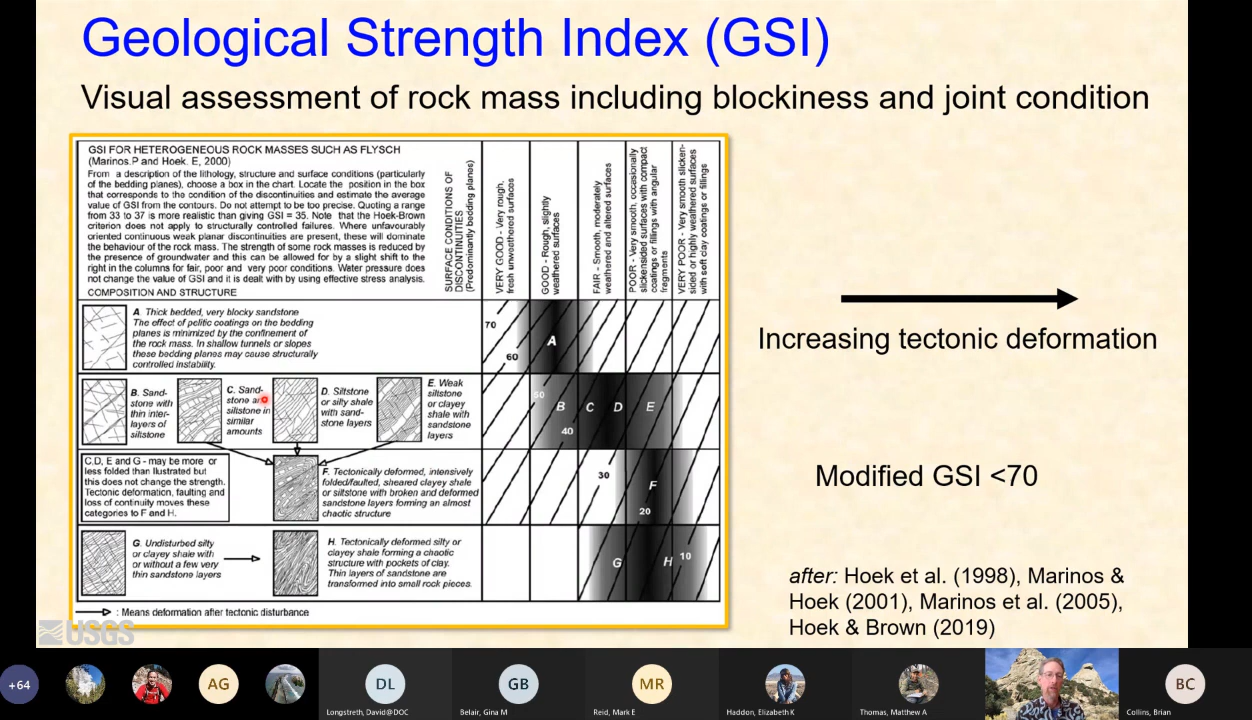 Geological Strength Index (GSI)
Visual assessment of rock mass including blockiness and joint condition
GSI FOR HETEROGENEOUS ROCK MASSES SUCH AS FLYSCH
(Marinos.P and Hoek. E, 2000)
From a description of the lithology, structure and surface conditions (particularly
of the bedding planes), choose a box in the chart. Locate the position in the box
that corresponds to the condition of the discontinuities and estimate the average
value of GSI from the contours. Do not attempt to be too precise. Quoting a range
from 33 to 37 is more realistic than giving GSI = 35. Note that the Hoek-Brown
criterion does not apply to structurally controlled failures. Where unfavourably
oriented continuous weak planar discontinuities are present, these will dominate
the behaviour of the rock mass. The strength of some rock masses is reduced by
the presence of groundwater and this can be allowed for by a slight shift to the
right in the columns for fair, poor and very poor conditions. Water pressure does
not change the value of GSI and it is dealt with by using effective stress analysis.
COMPOSITION AND STRUCTURE
SURFACE CONDITIONS OF
DISCONTINUITIES
(Predominantly bedding planes)
VERY GOOD - Very rough,
fresh unweathered surfaces
GOOD - Rough, slightly
weathered surfaces
FAIR - Smooth, moderately
weathered and altered surfaces
POOR - Very smooth, occasionally
slickensided surfaces with compact
coatings or fillings with angular
fragments
VERY POOR - Very smooth slicken-
sided or highly weathered surfaces
with soft clay coatings or fillings
A. Thick bedded, very blocky sandstone
The effect of pelitic coatings on the bedding
planes is minimized by the confinement of
the rock mass. In shallow tunnels or slopes
these bedding planes may cause structurally
controlled instability.
70
60
A
B. Sand-
stone with
thin inter-
layers of
siltstone
C. Sand-
stone and
siltstone in
similar
amounts
D. Siltstone
or silty shale
with sand-
stone layers
E. Weak
siltstone
or clayey
shale with
sandstone
layers
50
B C D E
40
C,D, E and G - may be more or
less folded than llustrated but
this does not change the strength.
Tectonic deformation, faulting and
loss of continuity moves these
categories to F and H.
F. Tectonically deformed, intensively
folded/faulted, sheared clayey shale
or siltstone with broken and deformed
sandstone layers forming an almost
chaotic structure
30
F
20
G. Undisturbed silty
or clayey shale with
or without a few very
thin sandstone layers
H. Tectonically deformed silty or
clayey shale forming a chaotic
structure with pockets of clay.
Thin layers of sandstone are
transformed into small rock pieces.
G H 10
: Means deformation after tectonic disturbance
Increasing tectonic deformation
Modified GSI <70
after: Hoek et al. (1998), Marinos &
Hoek (2001), Marinos et al. (2005),
Hoek & Brown (2019)
USGS
+64
AG
DL
GB
MR
BC
Longstreth, David@DOC
Belair, Gina M
Reid, Mark E
Haddon, Elizabeth K
Thomas, Matthew A
Collins, Brian